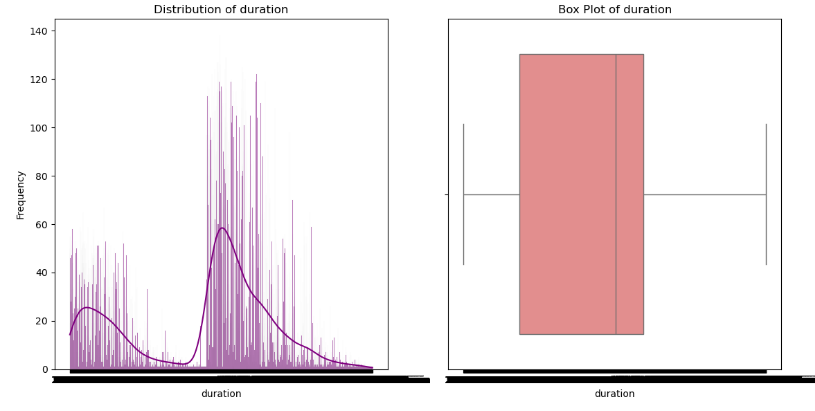 Distribution of duration
140
120
100
80
60
40
20
0
Frequency
duration
Box Plot of duration
duration